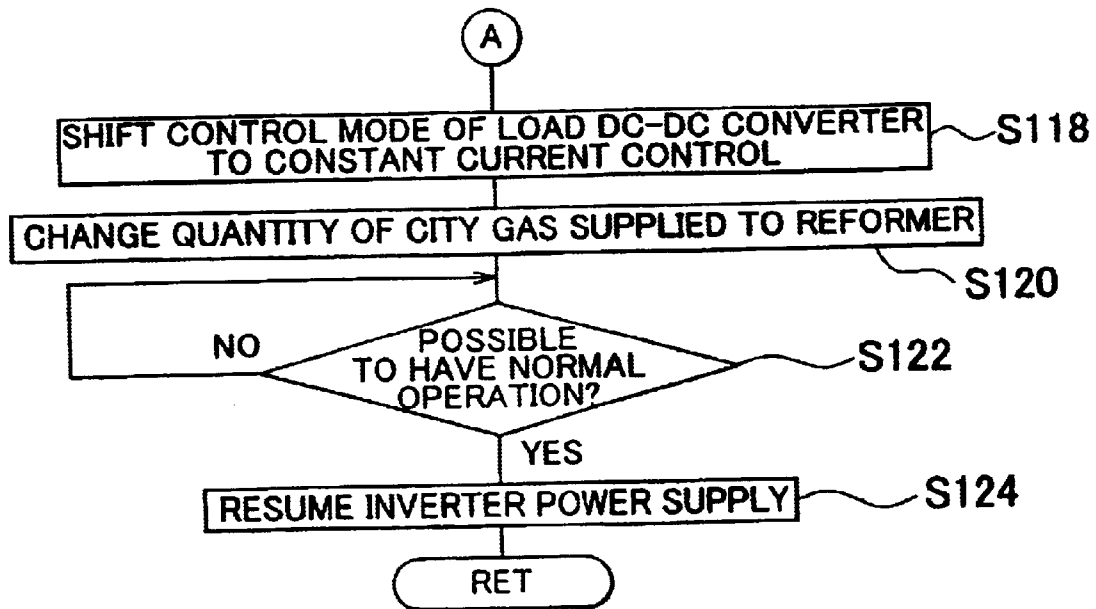 A
SHIFT CONTROL MODE OF LOAD DC-DC CONVERTER
TO CONSTANT CURRENT CONTROL
S118
CHANGE QUANTITY OF CITY GAS SUPPLIED TO REFORMER
S120
POSSIBLE
TO HAVE NORMAL
OPERATION?
NO
S122
YES
RESUME INVERTER POWER SUPPLY
S124
RET